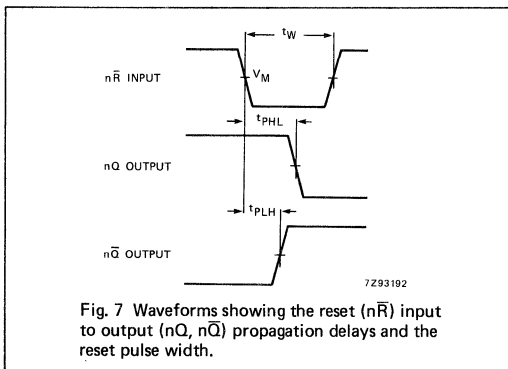 tW
nR̅ INPUT
VM
tPHL
nQ OUTPUT
tPLH
nQ̅ OUTPUT
7Z93192
Fig. 7 Waveforms showing the reset (nR̅) input
to output (nQ, nQ̅) propagation delays and the
reset pulse width.